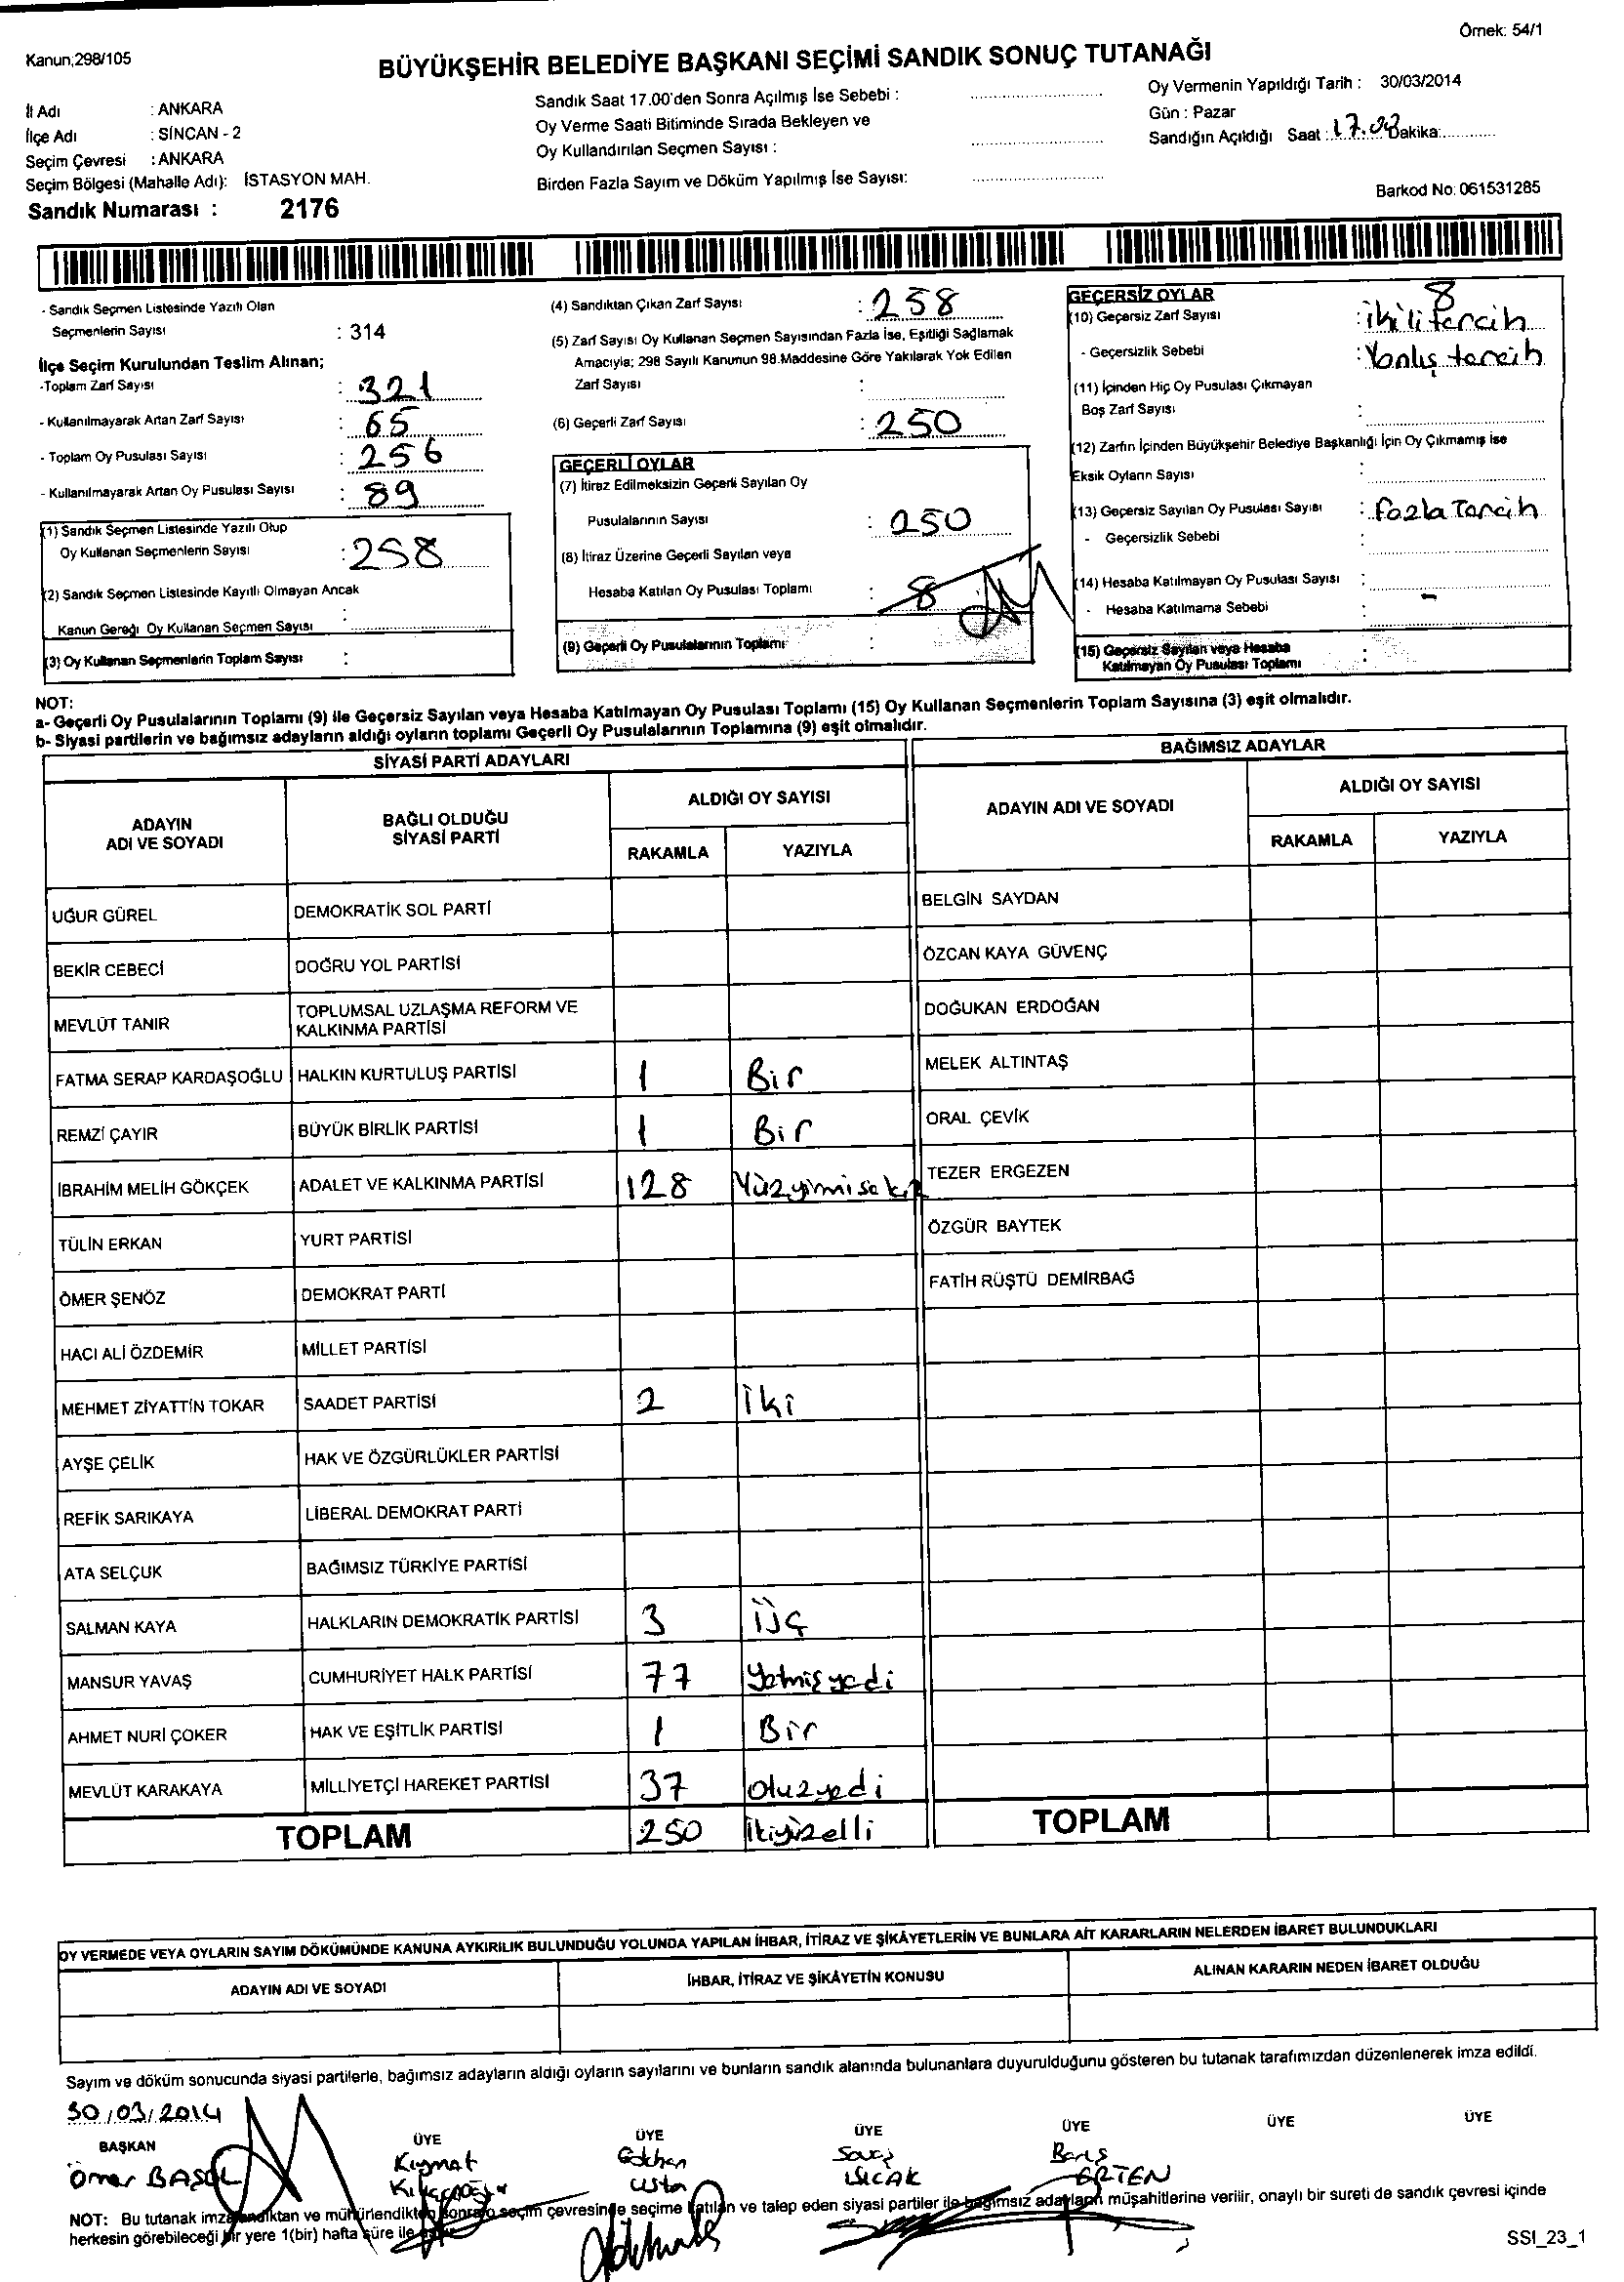 Örnek: 54/1
Kanun;298/105
BÜYÜKŞEHİR BELEDİYE BAŞKANI SEÇİMİ SANDIK SONUÇ TUTANAĞI
İl Adı : ANKARA
İlçe Adı : SİNCAN - 2
Seçim Çevresi : ANKARA
Seçim Bölgesi (Mahalle Adı): İSTASYON MAH.
Sandık Numarası : 2176
Sandık Saat 17.00'den Sonra Açılmış İse Sebebi :
Oy Verme Saati Bitiminde Sırada Bekleyen ve
Oy Kullandırılan Seçmen Sayısı :
Birden Fazla Sayım ve Döküm Yapılmış İse Sayısı:
Oy Vermenin Yapıldığı Tarih : 30/03/2014
Gün : Pazar
Sandığın Açıldığı Saat : 17.00 Dakika:
Barkod No: 061531285
- Sandık Seçmen Listesinde Yazılı Olan
Seçmenlerin Sayısı : 314
İlçe Seçim Kurulundan Teslim Alınan;
-Toplam Zarf Sayısı : 321
- Kullanılmayarak Artan Zarf Sayısı : 65
- Toplam Oy Pusulası Sayısı : 256
- Kullanılmayarak Artan Oy Pusulası Sayısı : 89
(1) Sandık Seçmen Listesinde Yazılı Olup
Oy Kullanan Seçmenlerin Sayısı : 258
(2) Sandık Seçmen Listesinde Kayıtlı Olmayan Ancak
Kanun Gereği Oy Kullanan Seçmen Sayısı :
(3) Oy Kullanan Seçmenlerin Toplam Sayısı :
(4) Sandıktan Çıkan Zarf Sayısı : 258
(5) Zarf Sayısı Oy Kullanan Seçmen Sayısından Fazla İse, Eşitliği Sağlamak
Amacıyla; 298 Sayılı Kanunun 98.Maddesine Göre Yakılarak Yok Edilen
Zarf Sayısı :
(6) Geçerli Zarf Sayısı : 250
GEÇERLİ OYLAR
(7) İtiraz Edilmeksizin Geçerli Sayılan Oy
Pusulalarının Sayısı : 250
(8) İtiraz Üzerine Geçerli Sayılan veya
Hesaba Katılan Oy Pusulası Toplamı : 8
(9) Geçerli Oy Pusulalarının Toplamı :
GEÇERSİZ OYLAR 8
(10) Geçersiz Zarf Sayısı : ikili tercih
- Geçersizlik Sebebi : Yanlış tercih
(11) İçinden Hiç Oy Pusulası Çıkmayan
Boş Zarf Sayısı :
(12) Zarfın İçinden Büyükşehir Belediye Başkanlığı İçin Oy Çıkmamış İse
Eksik Oyların Sayısı :
(13) Geçersiz Sayılan Oy Pusulası Sayısı : fazla Tercih
- Geçersizlik Sebebi :
(14) Hesaba Katılmayan Oy Pusulası Sayısı :
- Hesaba Katılmama Sebebi : -
(15) Geçersiz Sayılan veya Hesaba
Katılmayan Oy Pusulası Toplamı :
NOT:
a- Geçerli Oy Pusulalarının Toplamı (9) ile Geçersiz Sayılan veya Hesaba Katılmayan Oy Pusulası Toplamı (15) Oy Kullanan Seçmenlerin Toplam Sayısına (3) eşit olmalıdır.
b- Siyasi partilerin ve bağımsız adayların aldığı oyların toplamı Geçerli Oy Pusulalarının Toplamına (9) eşit olmalıdır.
SİYASİ PARTİ ADAYLARI
ADAYIN ADI VE SOYADI BAĞLI OLDUĞU SİYASİ PARTİ ALDIĞI OY SAYISI
RAKAMLA YAZIYLA
UĞUR GÜREL DEMOKRATİK SOL PARTİ
BEKİR CEBECİ DOĞRU YOL PARTİSİ
MEVLÜT TANIR TOPLUMSAL UZLAŞMA REFORM VE KALKINMA PARTİSİ
FATMA SERAP KARDAŞOĞLU HALKIN KURTULUŞ PARTİSİ 1 Bir
REMZİ ÇAYIR BÜYÜK BİRLİK PARTİSİ 1 Bir
İBRAHİM MELİH GÖKÇEK ADALET VE KALKINMA PARTİSİ 128 Yüzyimisekiz
TÜLİN ERKAN YURT PARTİSİ
ÖMER ŞENÖZ DEMOKRAT PARTİ
HACI ALİ ÖZDEMİR MİLLET PARTİSİ
MEHMET ZİYATTİN TOKAR SAADET PARTİSİ 2 İki
AYŞE ÇELİK HAK VE ÖZGÜRLÜKLER PARTİSİ
REFİK SARIKAYA LİBERAL DEMOKRAT PARTİ
ATA SELÇUK BAĞIMSIZ TÜRKİYE PARTİSİ
SALMAN KAYA HALKLARIN DEMOKRATİK PARTİSİ 3 Üç
MANSUR YAVAŞ CUMHURİYET HALK PARTİSİ 77 Yetmişyedi
AHMET NURİ ÇOKER HAK VE EŞİTLİK PARTİSİ 1 Bir
MEVLÜT KARAKAYA MİLLİYETÇİ HAREKET PARTİSİ 37 Otuzyedi
TOPLAM 250 İkiyüzelli
BAĞIMSIZ ADAYLAR
ADAYIN ADI VE SOYADI ALDIĞI OY SAYISI
RAKAMLA YAZIYLA
BELGİN SAYDAN
ÖZCAN KAYA GÜVENÇ
DOĞUKAN ERDOĞAN
MELEK ALTINTAŞ
ORAL ÇEVİK
TEZER ERGEZEN
ÖZGÜR BAYTEK
FATİH RÜŞTÜ DEMİRBAĞ
TOPLAM
OY VERMEDE VEYA OYLARIN SAYIM DÖKÜMÜNDE KANUNA AYKIRILIK BULUNDUĞU YOLUNDA YAPILAN İHBAR, İTİRAZ VE ŞİKÂYETLERİN VE BUNLARA AİT KARARLARIN NELERDEN İBARET BULUNDUKLARI
ADAYIN ADI VE SOYADI İHBAR, İTİRAZ VE ŞİKÂYETİN KONUSU ALINAN KARARIN NEDEN İBARET OLDUĞU
Sayım ve döküm sonucunda siyasi partilerle, bağımsız adayların aldığı oyların sayılarını ve bunların sandık alanında bulunanlara duyurulduğunu gösteren bu tutanak tarafımızdan düzenlenerek imza edildi.
30/03/2014
BAŞKAN ÜYE ÜYE ÜYE ÜYE ÜYE ÜYE
Ömer BAŞOL Kıymet Gökhan Usta Savaş ISICAK Barış ERTEN
NOT: Bu tutanak imzalandıktan ve mühürlendikten sonra o seçim çevresinde seçime katılan ve talep eden siyasi partiler ile bağımsız adayların müşahitlerine verilir, onaylı bir sureti de sandık çevresi içinde
herkesin görebileceği bir yere 1(bir) hafta süre ile asılır.
SSI_23_1